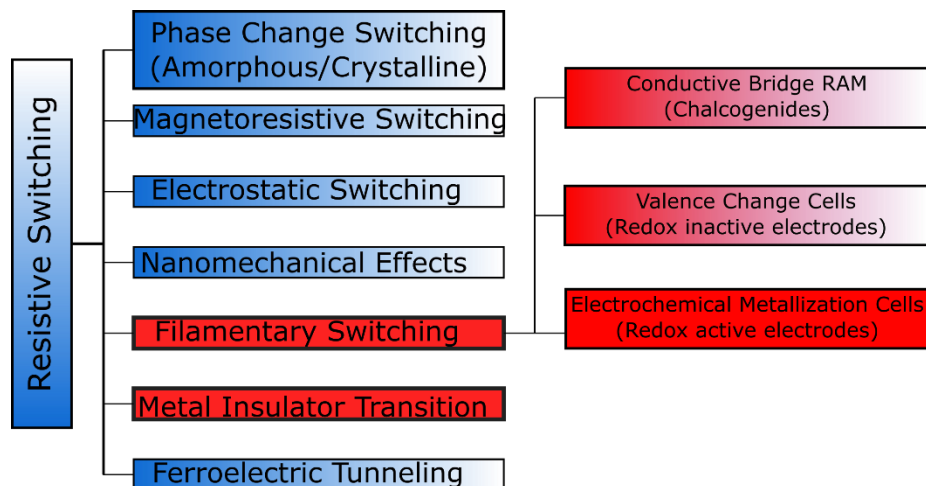 Resistive Switching
Phase Change Switching
(Amorphous/Crystalline)
Magnetoresistive Switching
Electrostatic Switching
Nanomechanical Effects
Filamentary Switching
Metal Insulator Transition
Ferroelectric Tunneling
Conductive Bridge RAM
(Chalcogenides)
Valence Change Cells
(Redox inactive electrodes)
Electrochemical Metallization Cells
(Redox active electrodes)